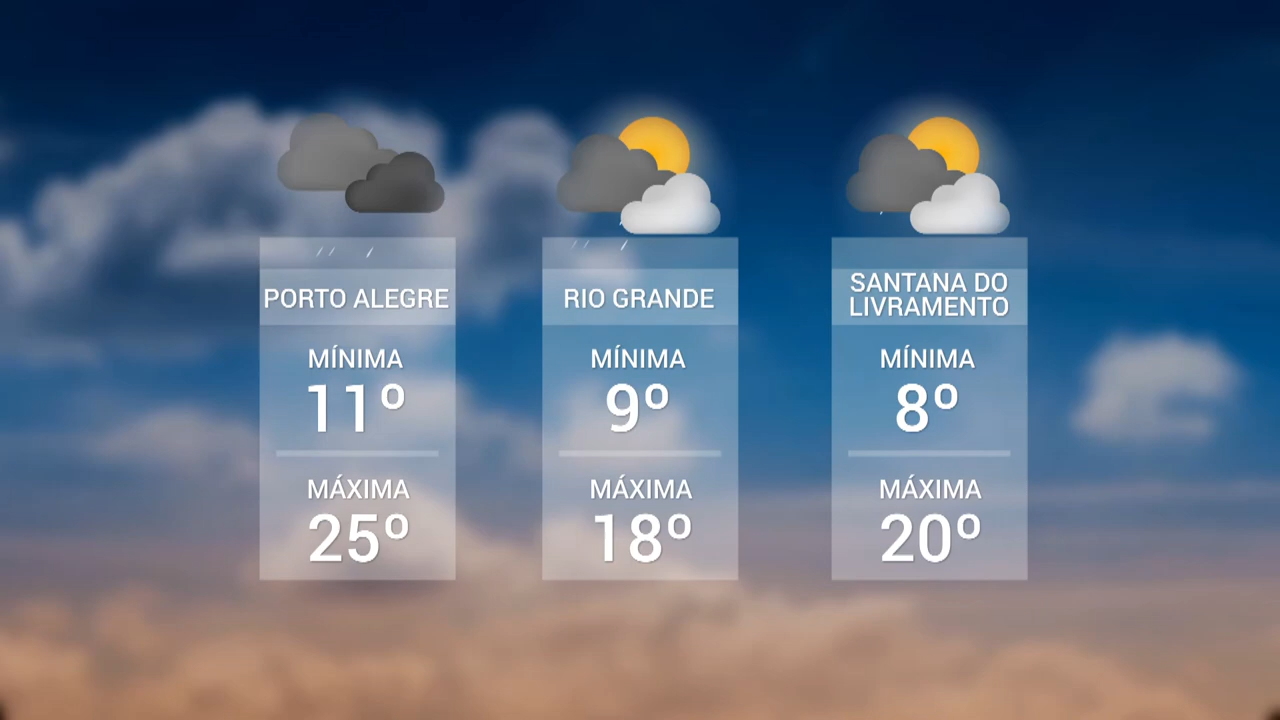 PORTO ALEGRE
MÍNIMA
11º
MÁXIMA
25º
RIO GRANDE
MÍNIMA
9º
MÁXIMA
18º
SANTANA DO
LIVRAMENTO
MÍNIMA
8º
MÁXIMA
20º